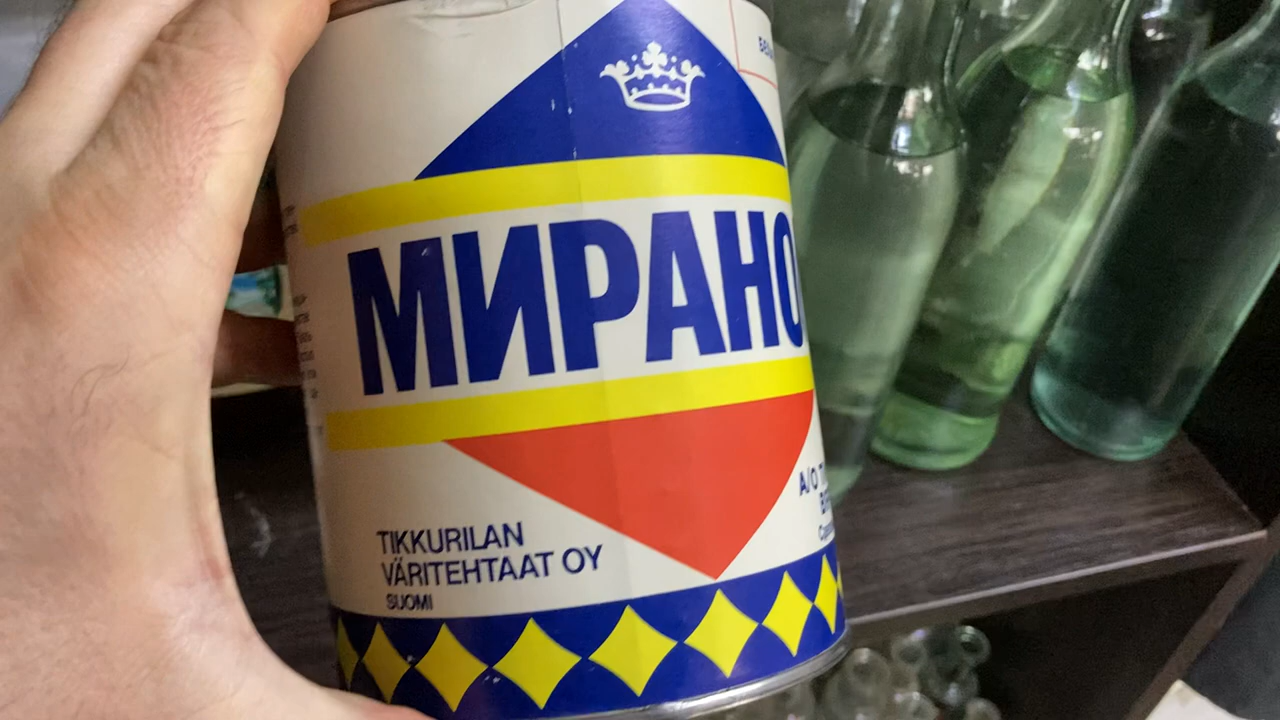 МИРАНО
TIKKURILAN
VÄRITEHTAAT OY
SUOMI
A/O